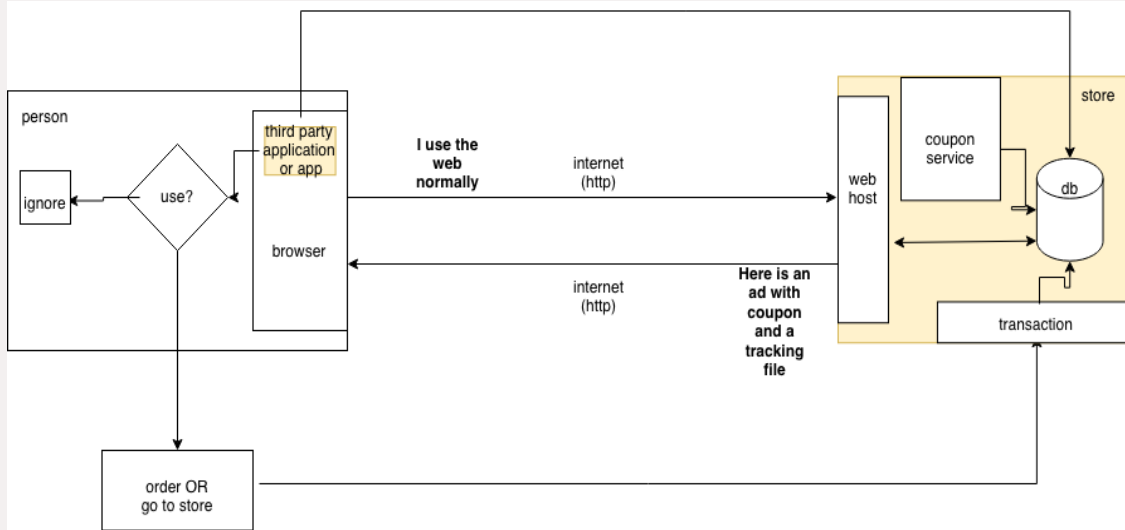 person
third party
application
or app
ignore
use?
browser
I use the
web
normally
internet
(http)
internet
(http)
Here is an
ad with
coupon
and a
tracking
file
web
host
coupon
service
store
db
transaction
order OR
go to store